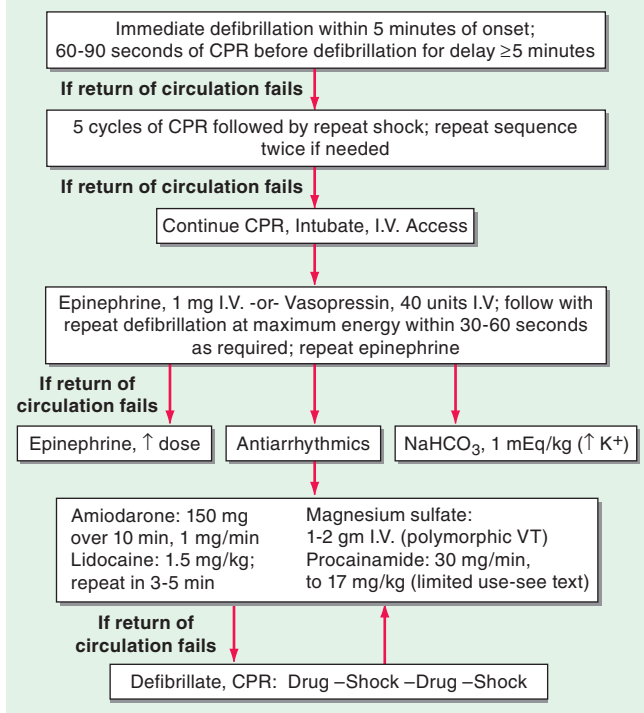 Immediate defibrillation within 5 minutes of onset;
60-90 seconds of CPR before defibrillation for delay ≥5 minutes
If return of circulation fails
5 cycles of CPR followed by repeat shock; repeat sequence
twice if needed
If return of circulation fails
Continue CPR, Intubate, I.V. Access
Epinephrine, 1 mg I.V. -or- Vasopressin, 40 units I.V; follow with
repeat defibrillation at maximum energy within 30-60 seconds
as required; repeat epinephrine
If return of
circulation fails
Epinephrine, ↑ dose
Antiarrhythmics
NaHCO₃, 1 mEq/kg (↑ K⁺)
Amiodarone: 150 mg
over 10 min, 1 mg/min
Lidocaine: 1.5 mg/kg;
repeat in 3-5 min
Magnesium sulfate:
1-2 gm I.V. (polymorphic VT)
Procainamide: 30 mg/min,
to 17 mg/kg (limited use-see text)
If return of
circulation fails
Defibrillate, CPR: Drug –Shock –Drug –Shock